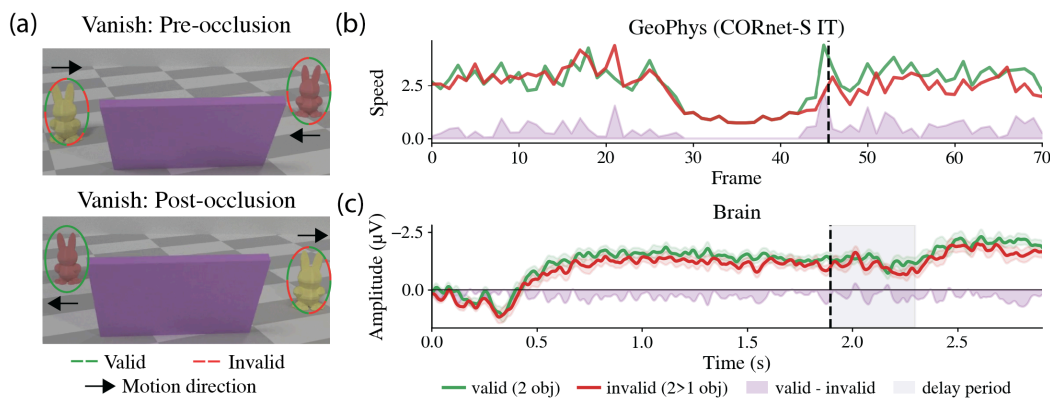 (a)
Vanish: Pre-occlusion
Vanish: Post-occlusion
Valid
Invalid
Motion direction
(b)
GeoPhys (CORnet-S IT)
Speed
2.5
0.0
0
10
20
30
40
50
60
70
Frame
(c)
Brain
Amplitude (μV)
−2.5
0.0
0.0
0.5
1.0
1.5
2.0
2.5
Time (s)
valid (2 obj)
invalid (2>1 obj)
valid - invalid
delay period